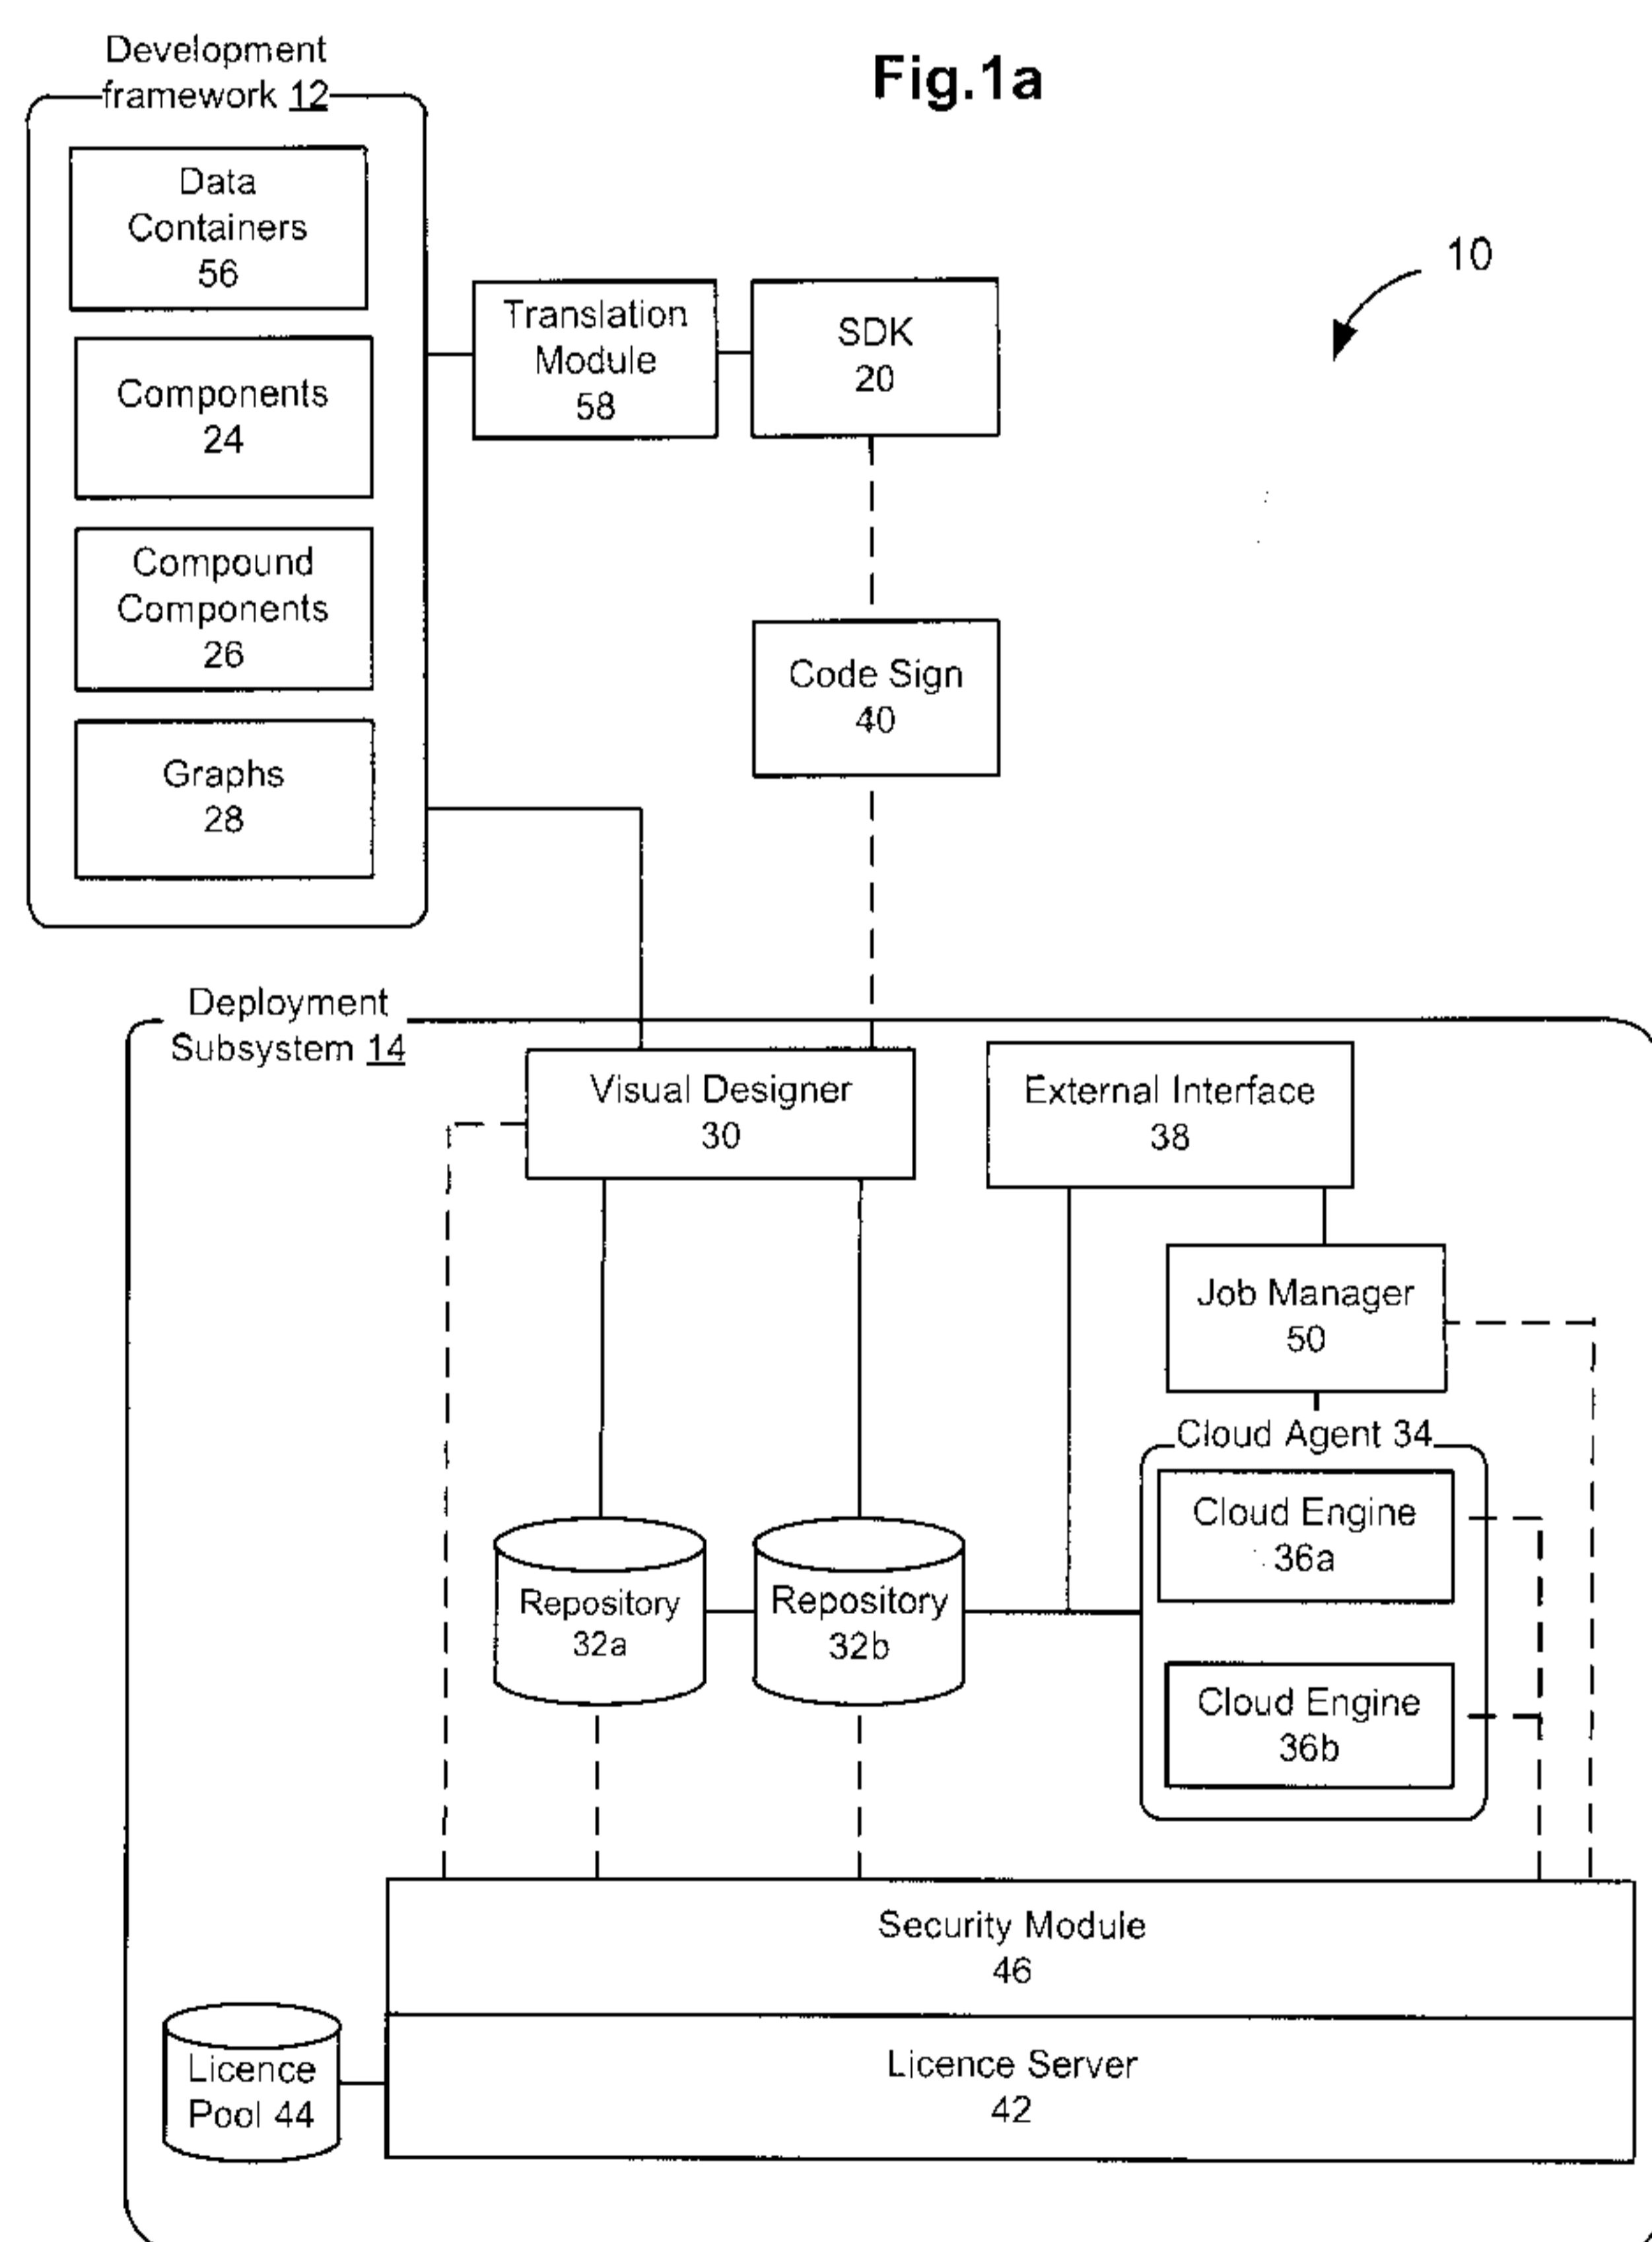 Fig.1a
Development
framework 12
Data
Containers
56
Components
24
Compound
Components
26
Graphs
28
Translation
Module
58
SDK
20
10
Code Sign
40
Deployment
Subsystem 14
Visual Designer
30
External Interface
38
Job Manager
50
Cloud Agent 34
Cloud Engine
36a
Cloud Engine
36b
Repository
32a
Repository
32b
Security Module
46
Licence Server
42
Licence
Pool 44